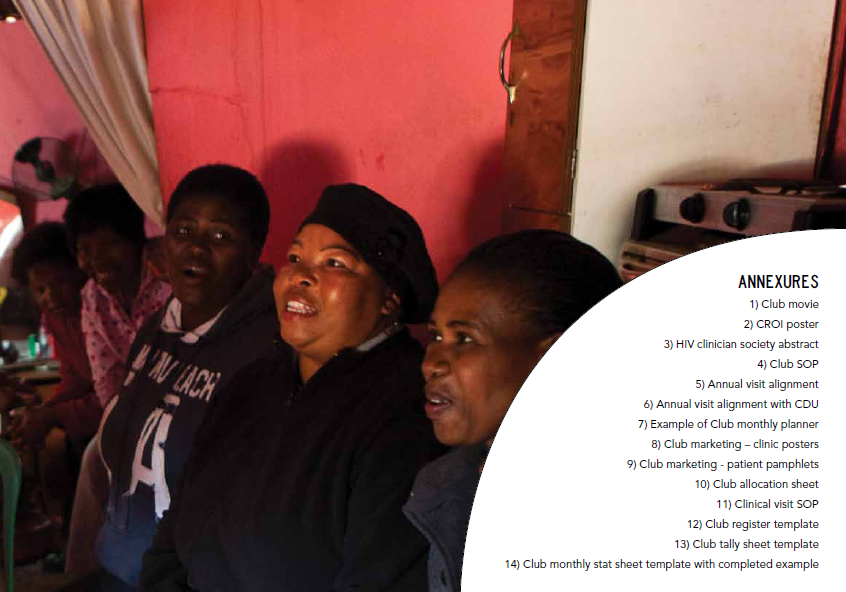 ANNEXURES
1) Club movie
2) CROI poster
3) HIV clinician society abstract
4) Club SOP
5) Annual visit alignment
6) Annual visit alignment with CDU
7) Example of Club monthly planner
8) Club marketing – clinic posters
9) Club marketing - patient pamphlets
10) Club allocation sheet
11) Clinical visit SOP
12) Club register template
13) Club tally sheet template
14) Club monthly stat sheet template with completed example